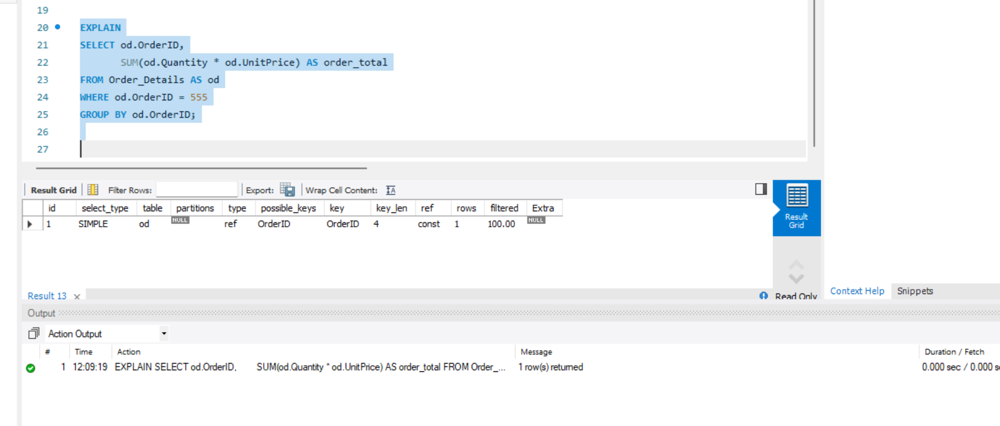 19
20 EXPLAIN
21 SELECT od.OrderID,
22 SUM(od.Quantity * od.UnitPrice) AS order_total
23 FROM Order_Details AS od
24 WHERE od.OrderID = 555
25 GROUP BY od.OrderID;
26
27
Result Grid Filter Rows: Export: Wrap Cell Content: IA
id select_type table partitions type possible_keys key key_len ref rows filtered Extra
1 SIMPLE od NULL ref OrderID OrderID 4 const 1 100.00 NULL
Result
Grid
Result 13 Read Only Context Help Snippets
Output
Action Output
# Time Action Message Duration / Fetch
1 12:09:19 EXPLAIN SELECT od.OrderID, SUM(od.Quantity * od.UnitPrice) AS order_total FROM Order_... 1 row(s) returned 0.000 sec / 0.000 s